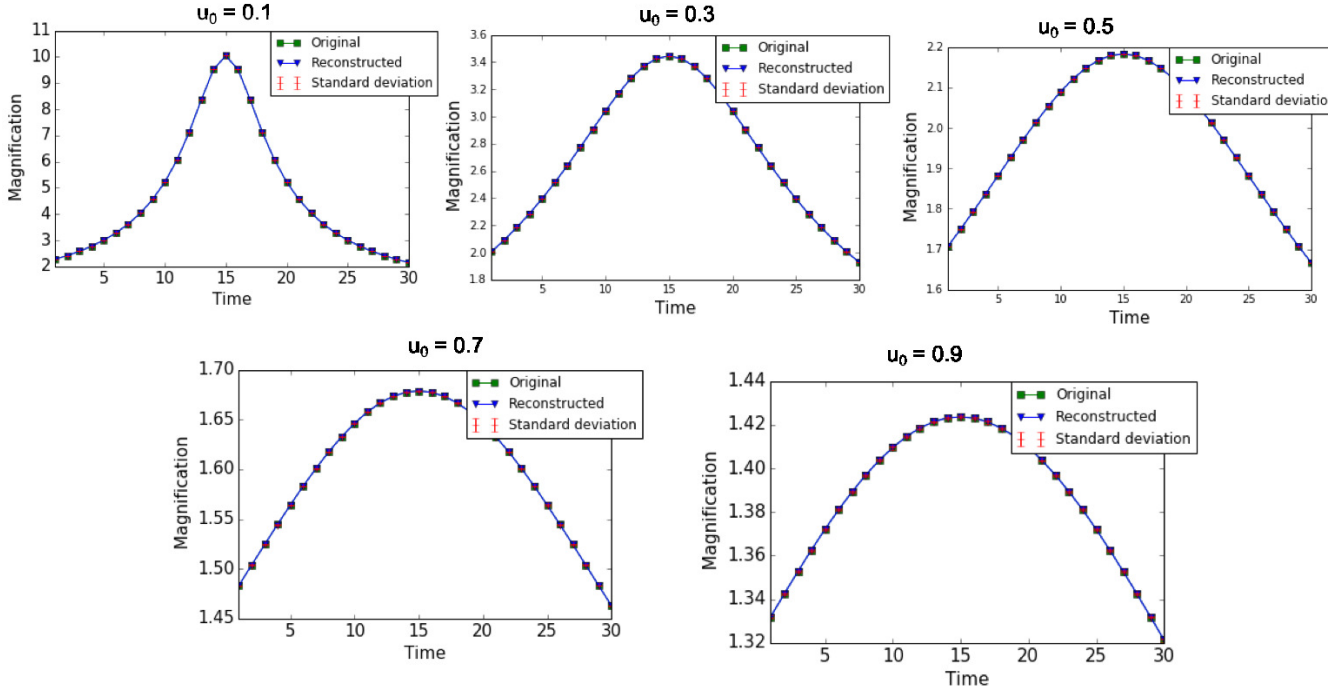 u₀ = 0.1
11
10
9
8
7
6
5
4
3
2
Magnification
Original
Reconstructed
Standard deviation
5 10 15 20 25 30
Time
u₀ = 0.3
3.6
3.4
3.2
3.0
2.8
2.6
2.4
2.2
2.0
1.8
Magnification
Original
Reconstructed
Standard deviation
5 10 15 20 25 30
Time
u₀ = 0.5
2.2
2.1
2.0
1.9
1.8
1.7
1.6
Magnification
Original
Reconstructed
Standard deviation
5 10 15 20 25 30
Time
u₀ = 0.7
1.70
1.65
1.60
1.55
1.50
1.45
Magnification
Original
Reconstructed
Standard deviation
5 10 15 20 25 30
Time
u₀ = 0.9
1.44
1.42
1.40
1.38
1.36
1.34
1.32
Magnification
Original
Reconstructed
Standard deviation
5 10 15 20 25 30
Time